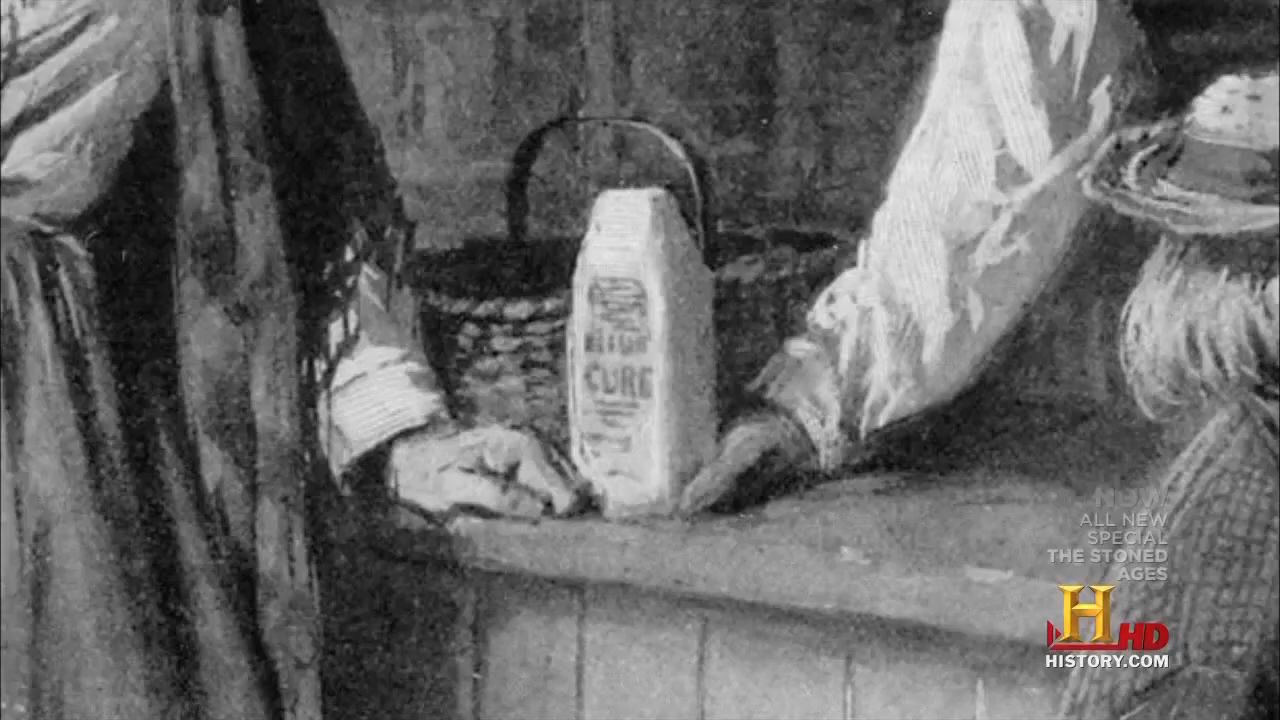 CURE
NOW
ALL NEW
SPECIAL
THE STONED
AGES
H
HD
HISTORY.COM